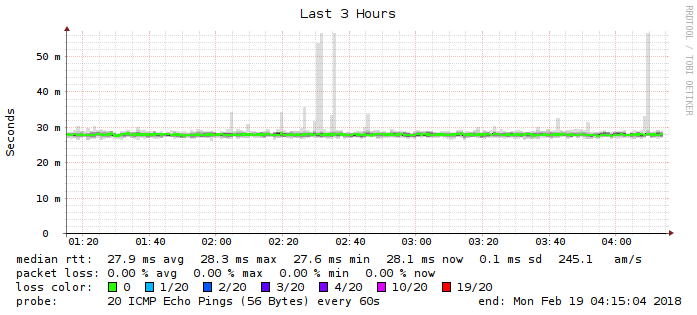 Last 3 Hours
RRDTOOL / TOBI OETIKER
Seconds
50 m
40 m
30 m
20 m
10 m
0
01:20 01:40 02:00 02:20 02:40 03:00 03:20 03:40 04:00
median rtt: 27.9 ms avg 28.3 ms max 27.6 ms min 28.1 ms now 0.1 ms sd 245.1 am/s
packet loss: 0.00 % avg 0.00 % max 0.00 % min 0.00 % now
loss color: 0 1/20 2/20 3/20 4/20 10/20 19/20
probe: 20 ICMP Echo Pings (56 Bytes) every 60s end: Mon Feb 19 04:15:04 2018